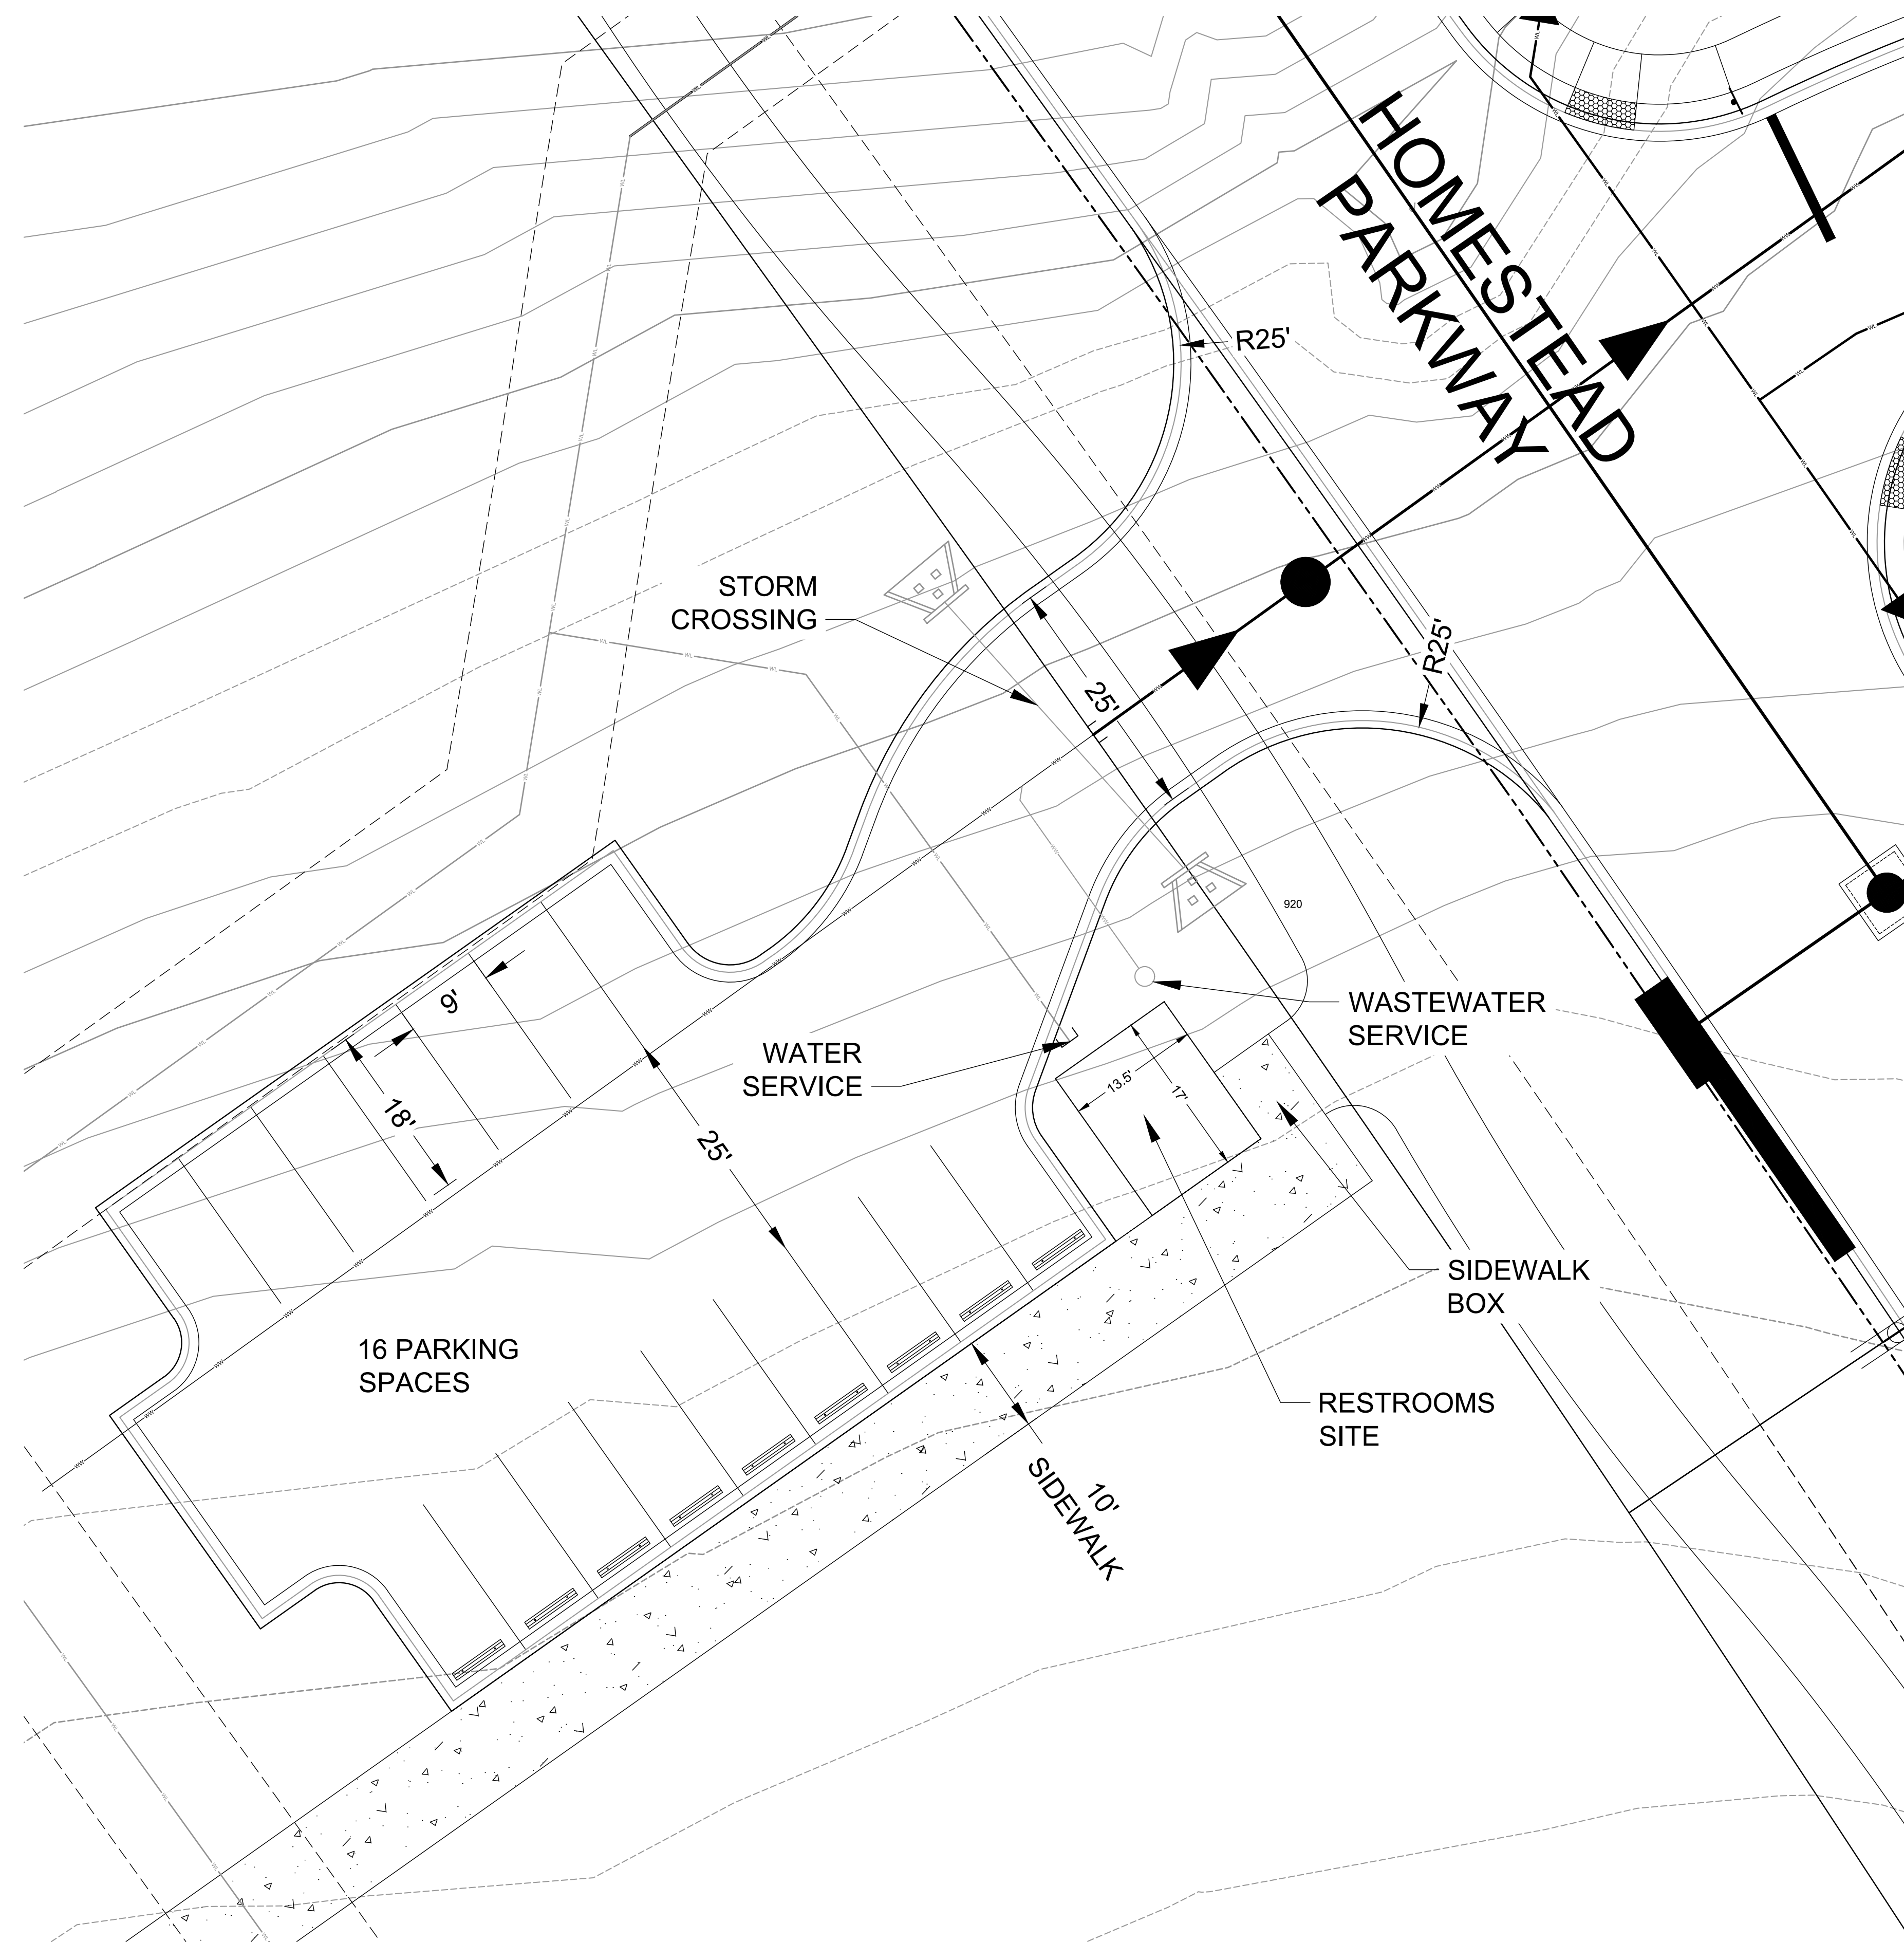 HOMESTEAD
PARKWAY
R25'
STORM
CROSSING
25'
R25'
920
9'
WASTEWATER
SERVICE
WATER
SERVICE
13.5'
17'
18'
25'
SIDEWALK
BOX
16 PARKING
SPACES
RESTROOMS
SITE
10'
SIDEWALK